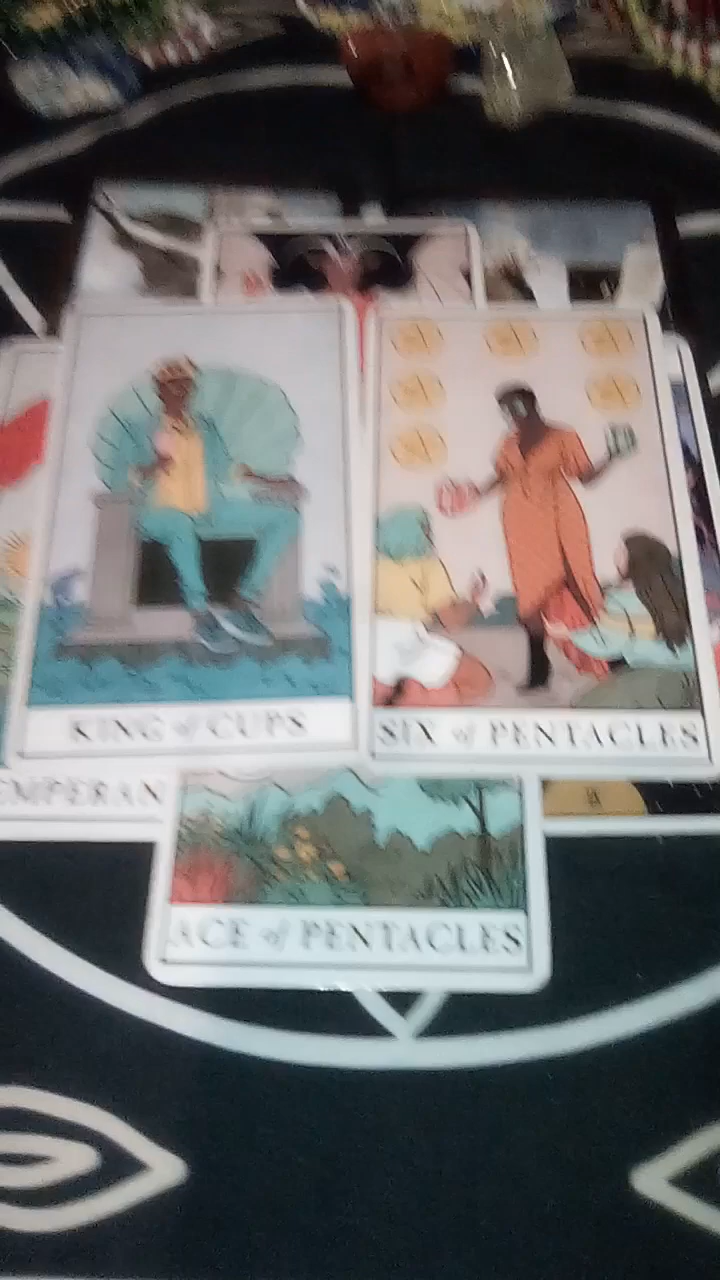 KING of CUPS
SIX of PENTACLES
EMPERAN
ACE of PENTACLES